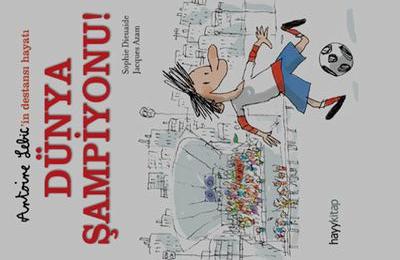 Antoine Lebic'in destansı hayatı
DÜNYA
ŞAMPİYONU!
Sophie Dieuaide
Jacques Azam
hayykitap